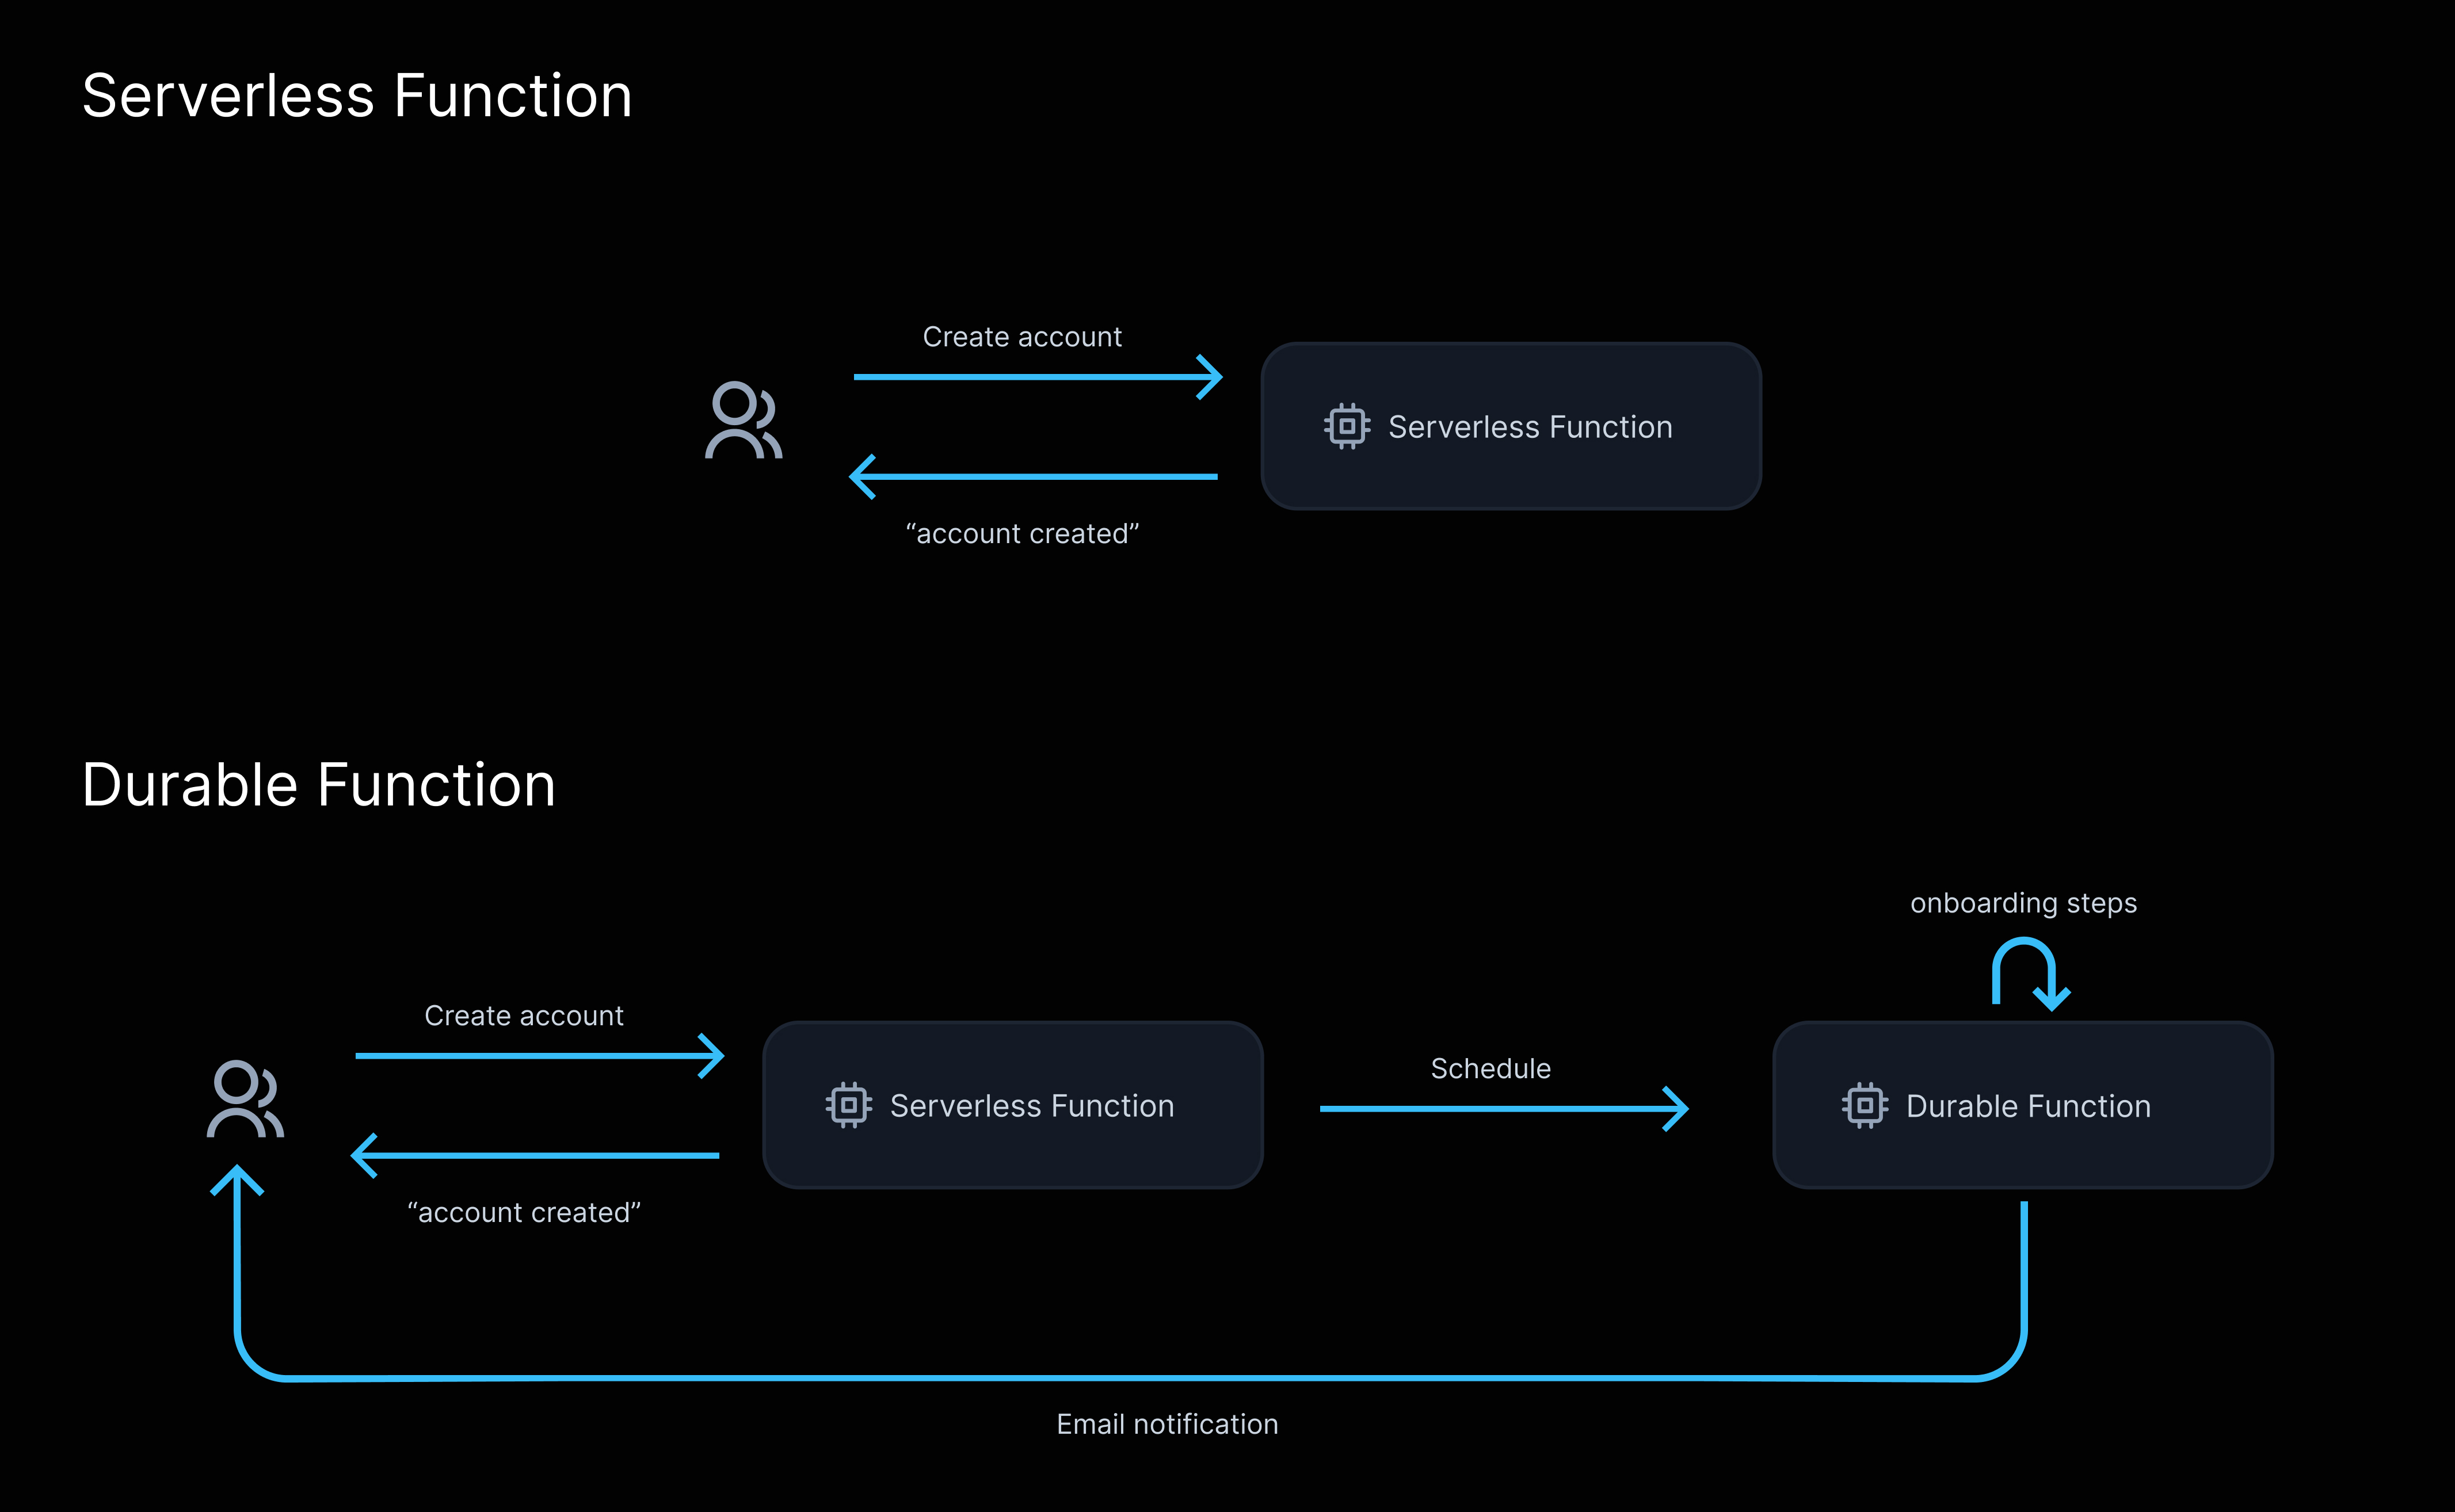 Serverless Function
Create account
Serverless Function
“account created”
Durable Function
onboarding steps
Create account
Schedule
Serverless Function
Durable Function
“account created”
Email notification